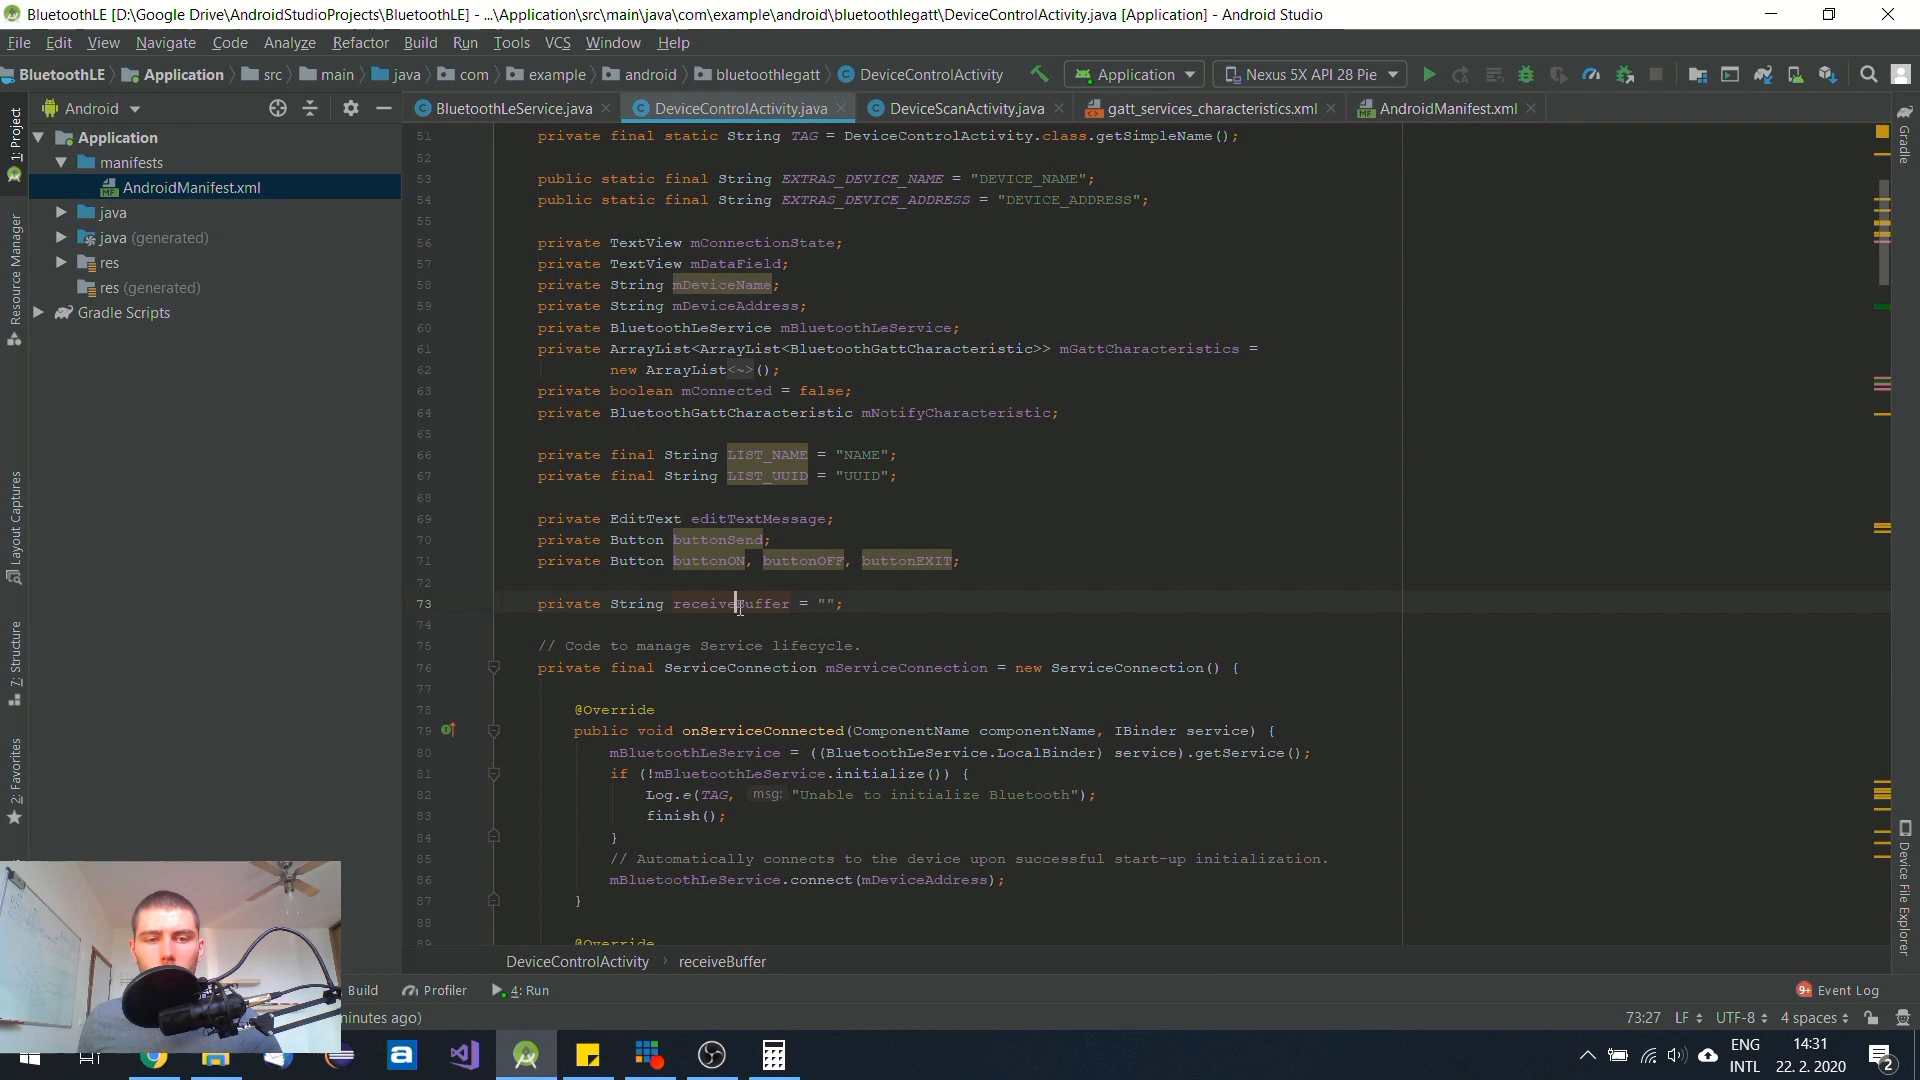 BluetoothLE [D:\Google Drive\AndroidStudioProjects\BluetoothLE] - ...\Application\src\main\java\com\example\android\bluetoothlegatt\DeviceControlActivity.java [Application] - Android Studio
File Edit View Navigate Code Analyze Refactor Build Run Tools VCS Window Help
BluetoothLE Application src main java com example android bluetoothlegatt DeviceControlActivity Application Nexus 5X API 28 Pie
Android BluetoothLeService.java DeviceControlActivity.java DeviceScanActivity.java gatt_services_characteristics.xml AndroidManifest.xml
1: Project
Resource Manager
Layout Captures
7: Structure
2: Favorites
Application
manifests
AndroidManifest.xml
java
java (generated)
res
res (generated)
Gradle Scripts
51 private final static String TAG = DeviceControlActivity.class.getSimpleName();
52
53 public static final String EXTRAS_DEVICE_NAME = "DEVICE_NAME";
54 public static final String EXTRAS_DEVICE_ADDRESS = "DEVICE_ADDRESS";
55
56 private TextView mConnectionState;
57 private TextView mDataField;
58 private String mDeviceName;
59 private String mDeviceAddress;
60 private BluetoothLeService mBluetoothLeService;
61 private ArrayList<ArrayList<BluetoothGattCharacteristic>> mGattCharacteristics =
62 new ArrayList<~>();
63 private boolean mConnected = false;
64 private BluetoothGattCharacteristic mNotifyCharacteristic;
65
66 private final String LIST_NAME = "NAME";
67 private final String LIST_UUID = "UUID";
68
69 private EditText editTextMessage;
70 private Button buttonSend;
71 private Button buttonON, buttonOFF, buttonEXIT;
72
73 private String receiveBuffer = "";
74
75 // Code to manage Service lifecycle.
76 private final ServiceConnection mServiceConnection = new ServiceConnection() {
77
78 @Override
79 public void onServiceConnected(ComponentName componentName, IBinder service) {
80 mBluetoothLeService = ((BluetoothLeService.LocalBinder) service).getService();
81 if (!mBluetoothLeService.initialize()) {
82 Log.e(TAG, msg: "Unable to initialize Bluetooth");
83 finish();
84 }
85 // Automatically connects to the device upon successful start-up initialization.
86 mBluetoothLeService.connect(mDeviceAddress);
87 }
88
89 @Override
Gradle
Device File Explorer
DeviceControlActivity receiveBuffer
Build Profiler 4: Run 9+ Event Log
minutes ago) 73:27 LF UTF-8 4 spaces
ENG
INTL
14:31
22. 2. 2020
2